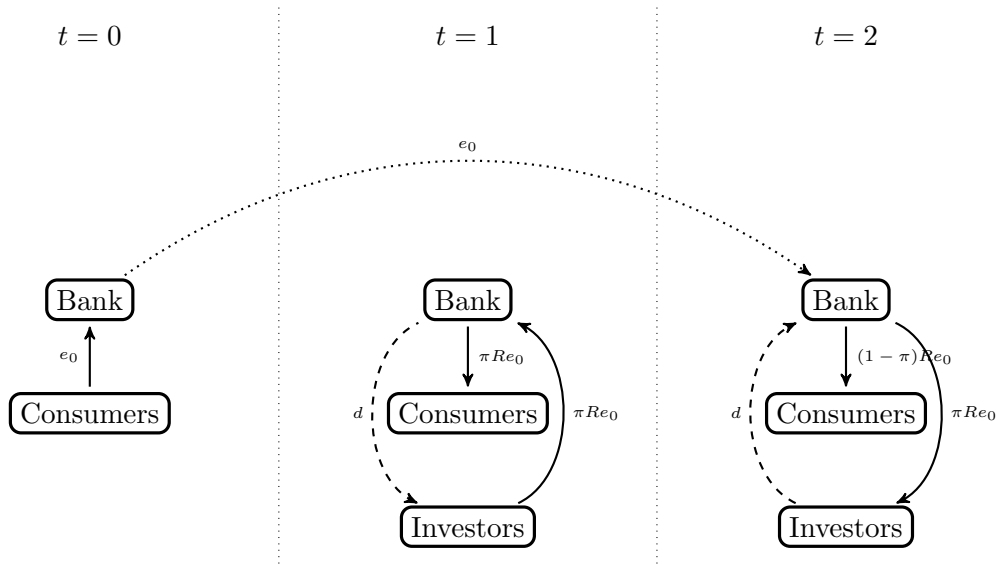 t = 0
t = 1
t = 2
e₀
Bank
Bank
Bank
e₀
πRe₀
(1 − π)Re₀
Consumers
d
Consumers
πRe₀
d
Consumers
πRe₀
Investors
Investors